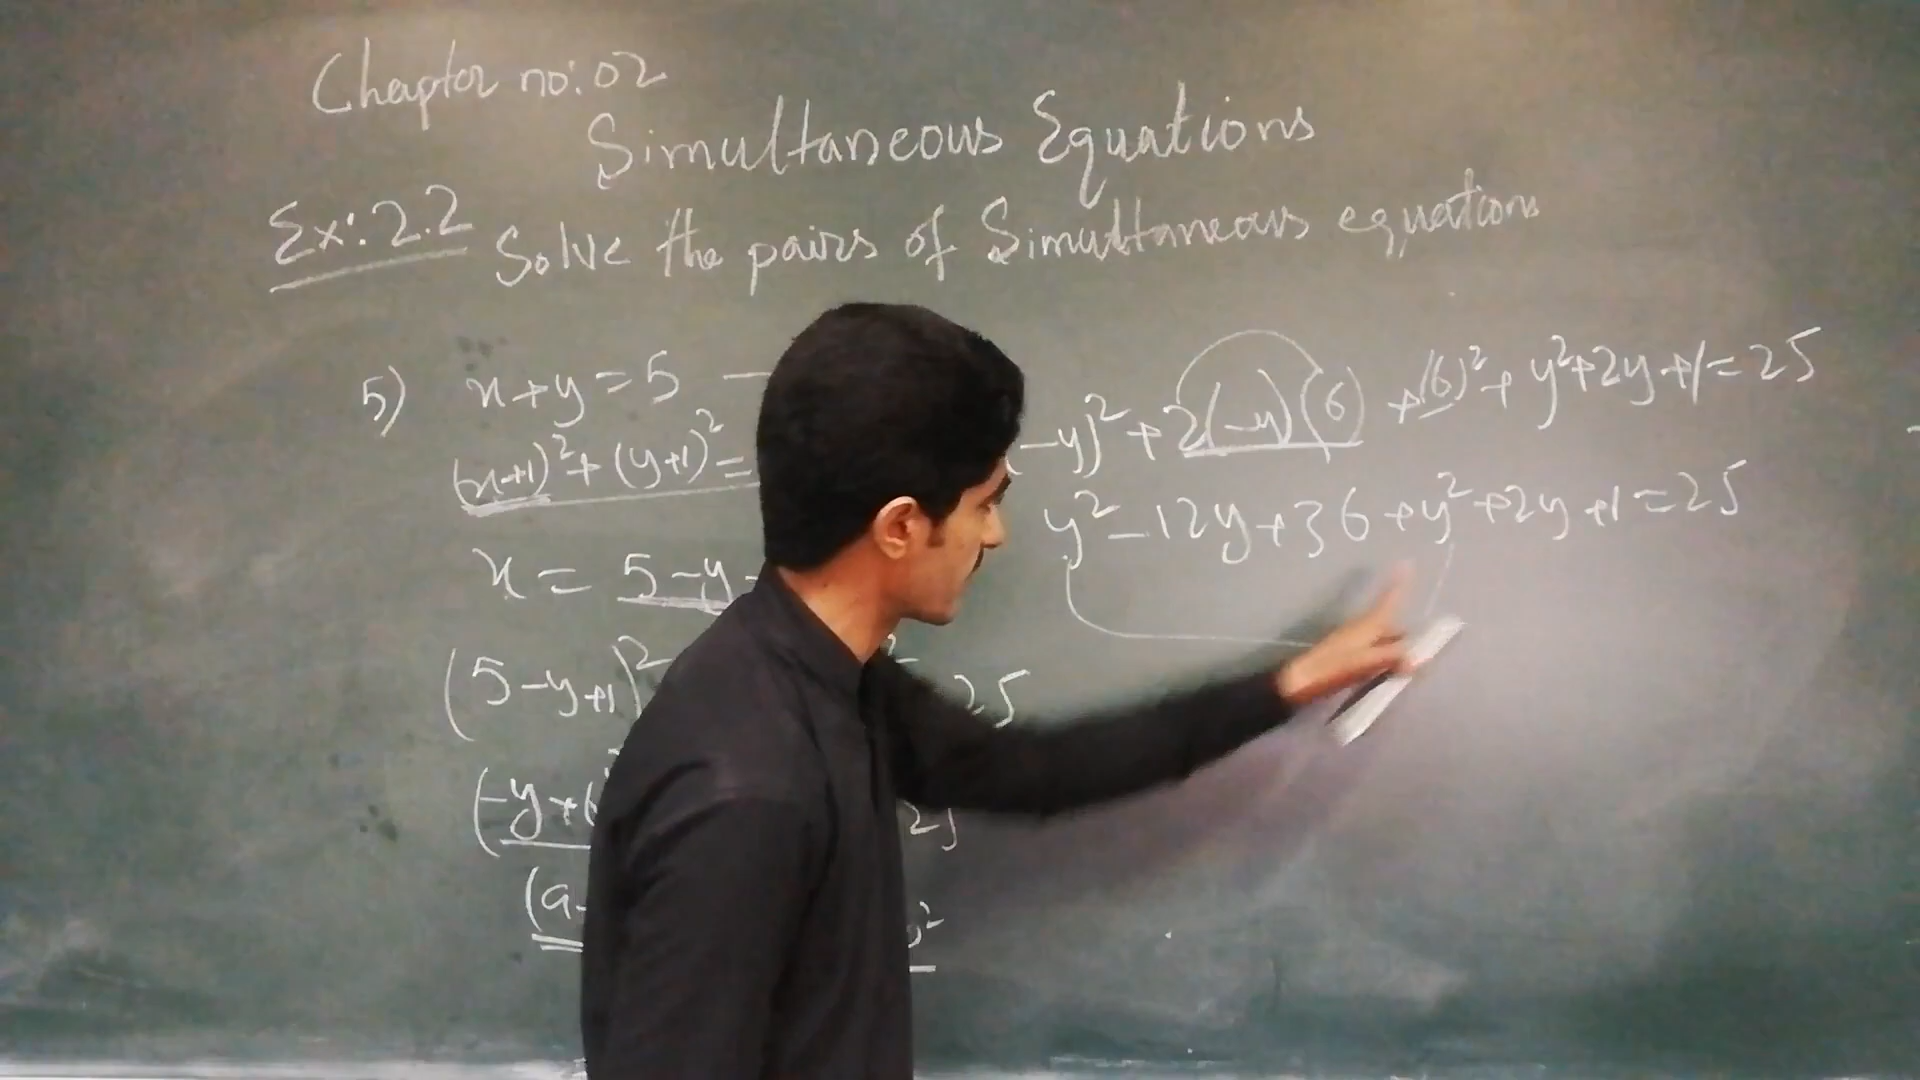 Chapter no:02
Simultaneous Equations
Ex:2.2 Solve the pairs of Simultaneous equations
5) x+y=5 —
(x+1)²+(y+1)²=
x = 5-y-
(5-y+1)² 25
(-y+6 25
(a- b²
(-y)²+2(-y)(6)+(6)²+y²+2y+1=25
y²-12y+36+y²+2y+1=25